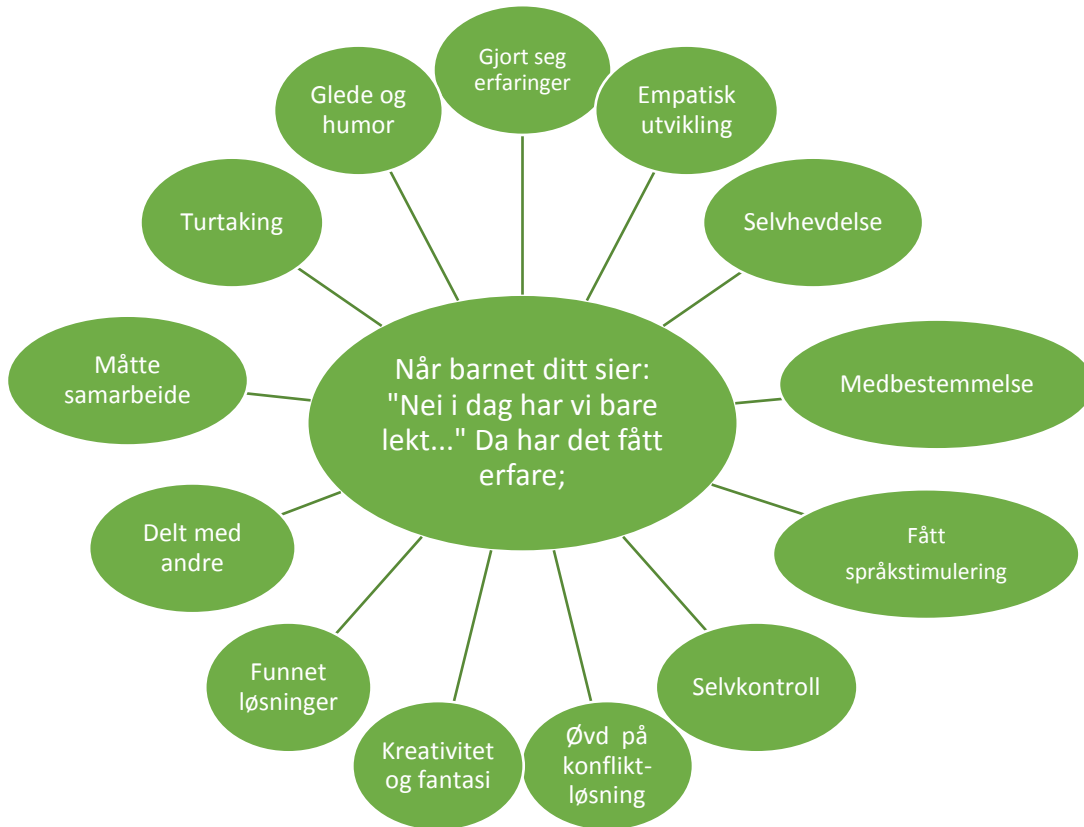 Når barnet ditt sier:
"Nei i dag har vi bare
lekt..." Da har det fått
erfare;
Gjort seg
erfaringer
Empatisk
utvikling
Selvhevdelse
Medbestemmelse
Fått
språkstimulering
Selvkontroll
Øvd på
konflikt-
løsning
Kreativitet
og fantasi
Funnet
løsninger
Delt med
andre
Måtte
samarbeide
Turtaking
Glede og
humor